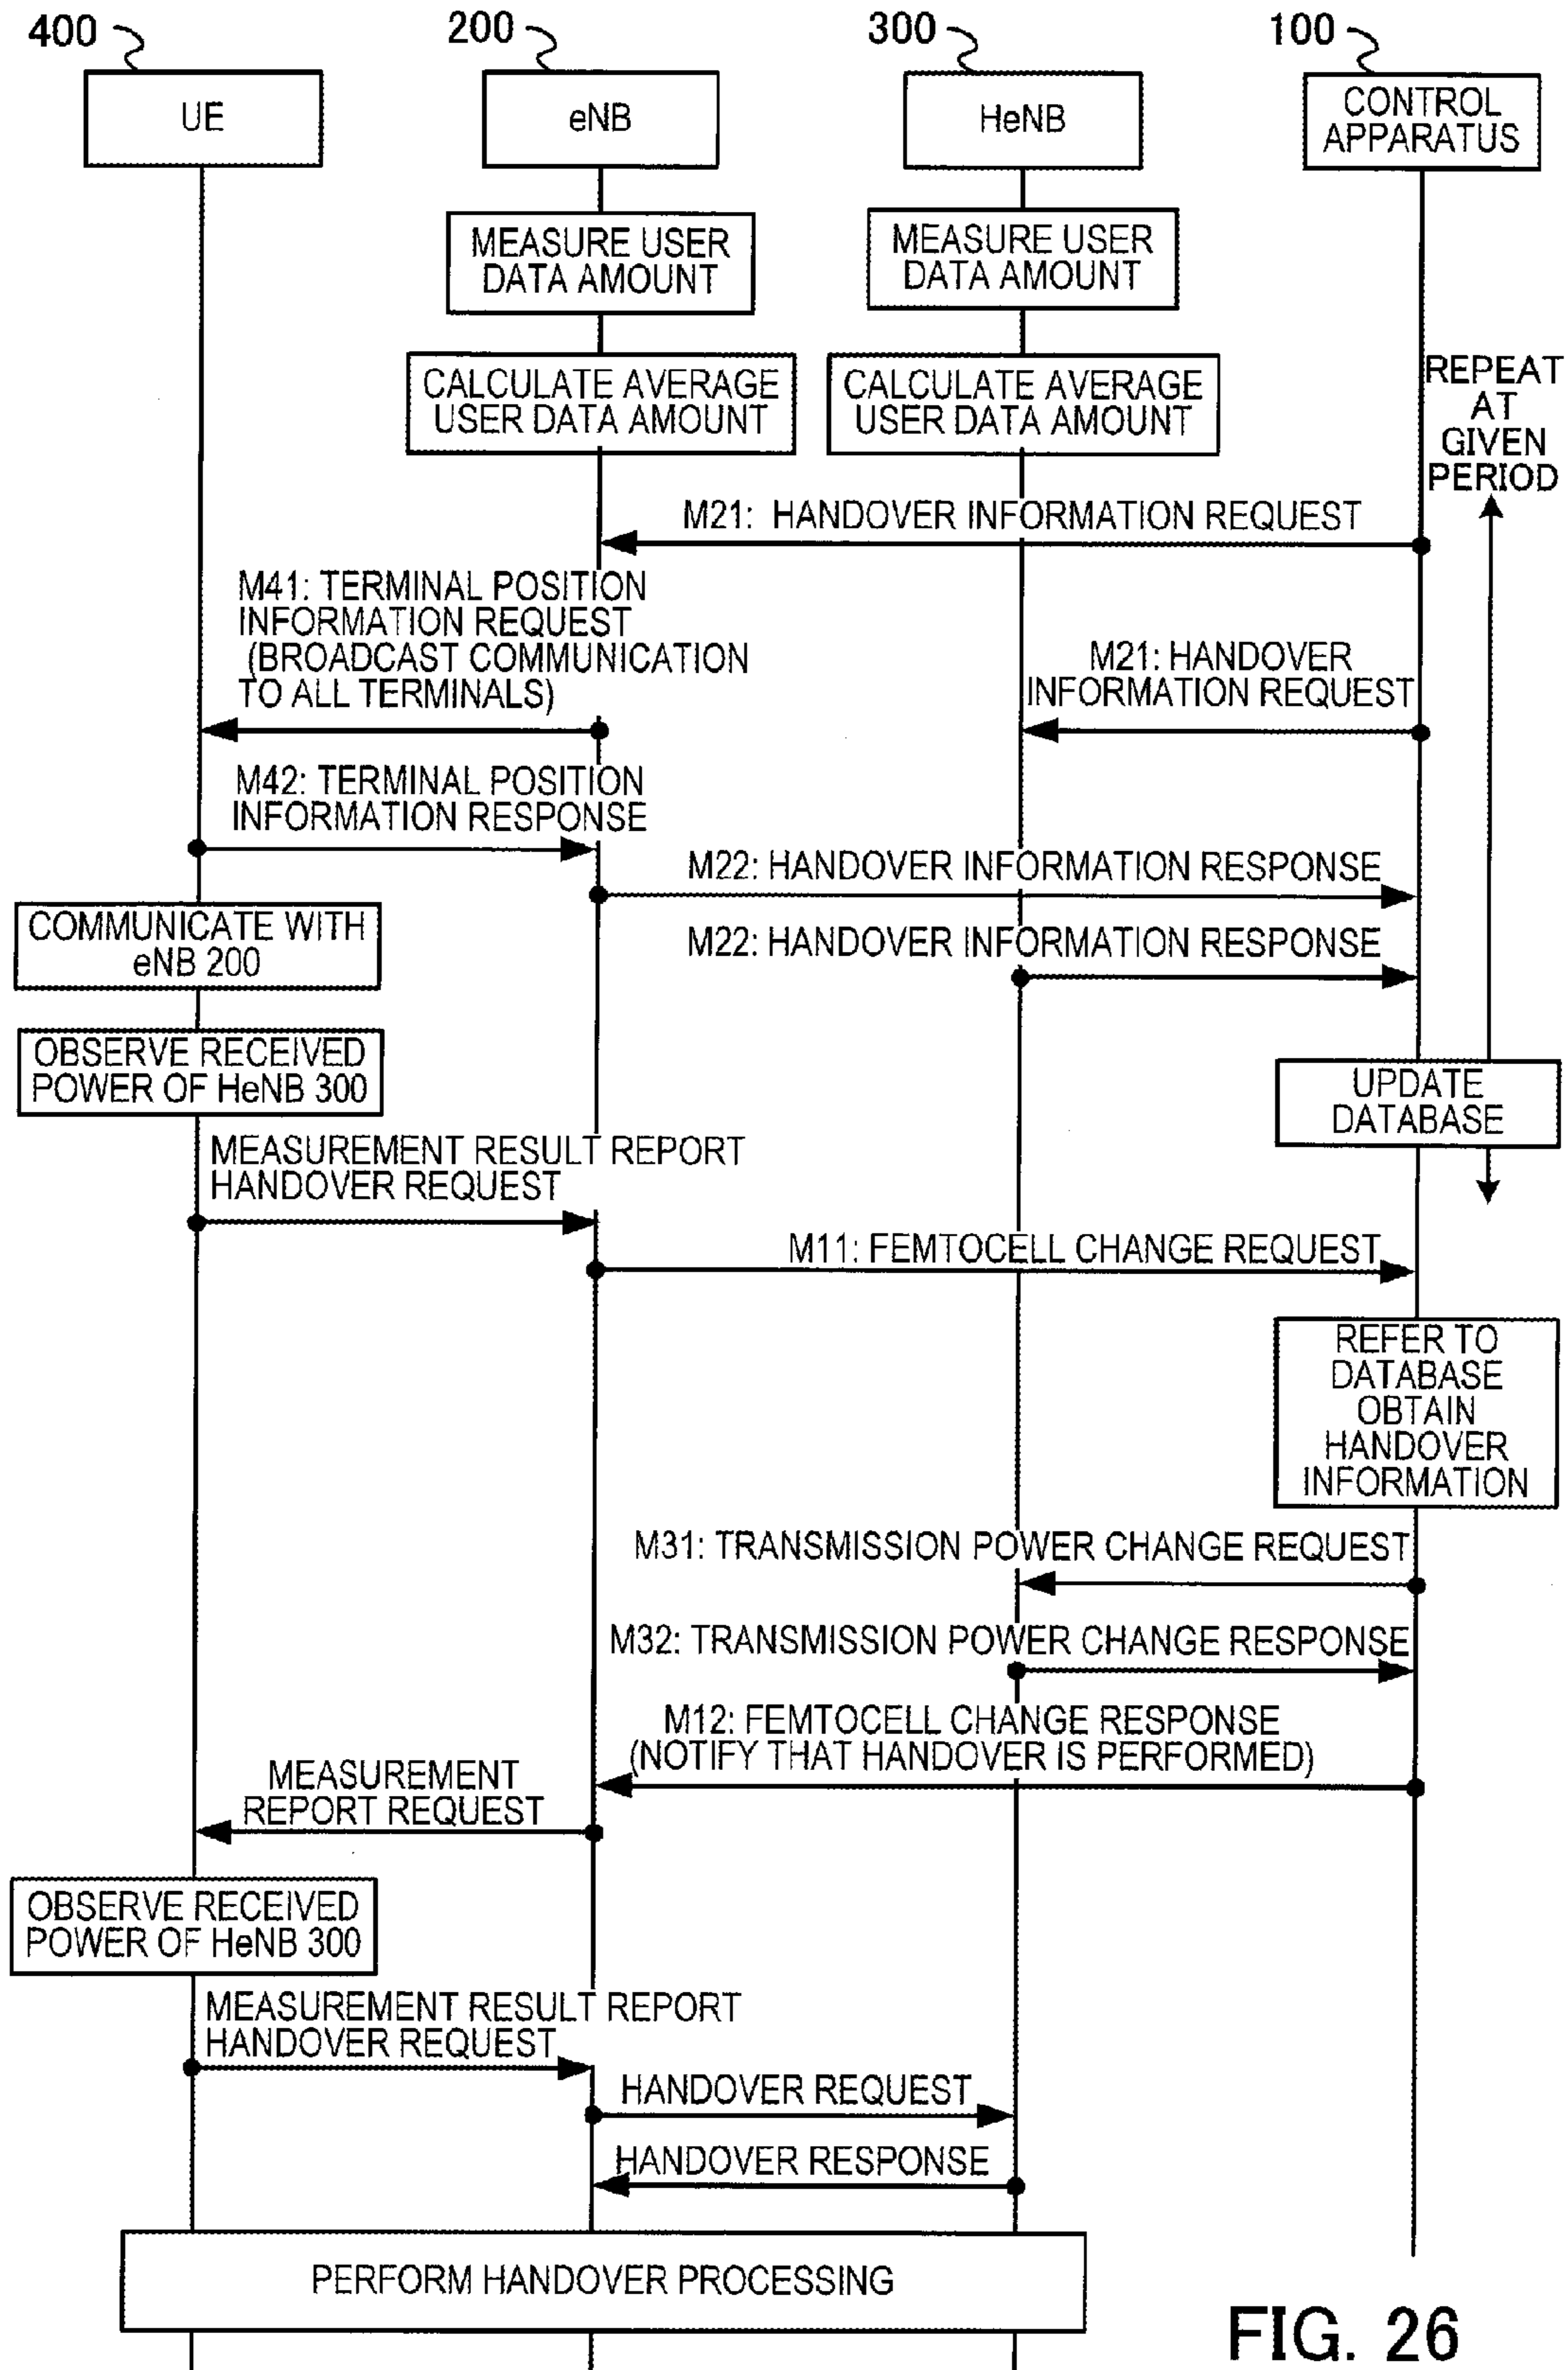 400
200
300
100
UE
eNB
HeNB
CONTROL
APPARATUS
MEASURE USER
DATA AMOUNT
MEASURE USER
DATA AMOUNT
CALCULATE AVERAGE
USER DATA AMOUNT
CALCULATE AVERAGE
USER DATA AMOUNT
REPEAT
AT
GIVEN
PERIOD
M21: HANDOVER INFORMATION REQUEST
M41: TERMINAL POSITION
INFORMATION REQUEST
(BROADCAST COMMUNICATION
TO ALL TERMINALS)
M21: HANDOVER
INFORMATION REQUEST
M42: TERMINAL POSITION
INFORMATION RESPONSE
M22: HANDOVER INFORMATION RESPONSE
COMMUNICATE WITH
eNB 200
M22: HANDOVER INFORMATION RESPONSE
OBSERVE RECEIVED
POWER OF HeNB 300
UPDATE
DATABASE
MEASUREMENT RESULT REPORT
HANDOVER REQUEST
M11: FEMTOCELL CHANGE REQUEST
REFER TO
DATABASE
OBTAIN
HANDOVER
INFORMATION
M31: TRANSMISSION POWER CHANGE REQUEST
M32: TRANSMISSION POWER CHANGE RESPONSE
M12: FEMTOCELL CHANGE RESPONSE
(NOTIFY THAT HANDOVER IS PERFORMED)
MEASUREMENT
REPORT REQUEST
OBSERVE RECEIVED
POWER OF HeNB 300
MEASUREMENT RESULT REPORT
HANDOVER REQUEST
HANDOVER REQUEST
HANDOVER RESPONSE
PERFORM HANDOVER PROCESSING
FIG. 26